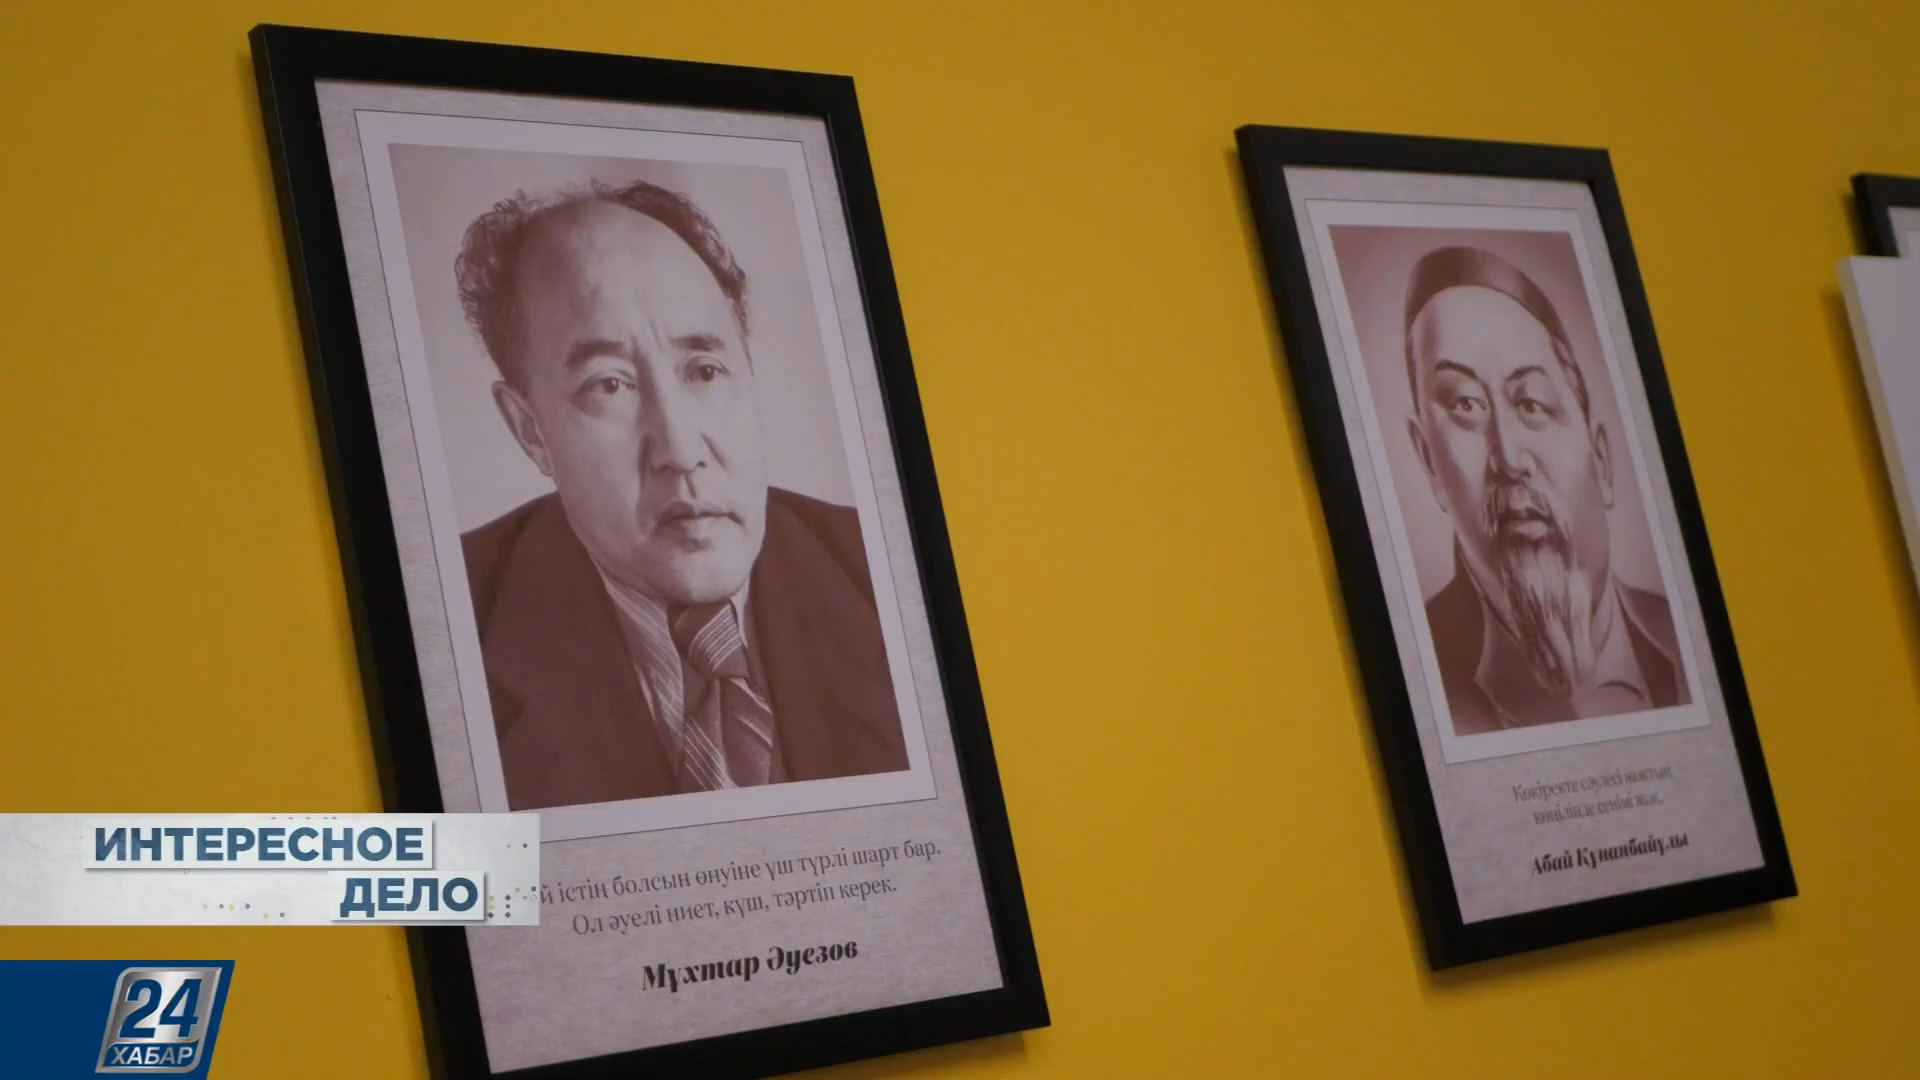 й істің болсын өнуіне үш түрлі шарт бар.
Ол әуелі ниет, күш, тәртіп керек.
Мұхтар Әуезов
Көкіректе сәулесі жоқтың
көңілінде сенімі жоқ..
Абай Құнанбайұлы
ИНТЕРЕСНОЕ
ДЕЛО
24
ХАБАР